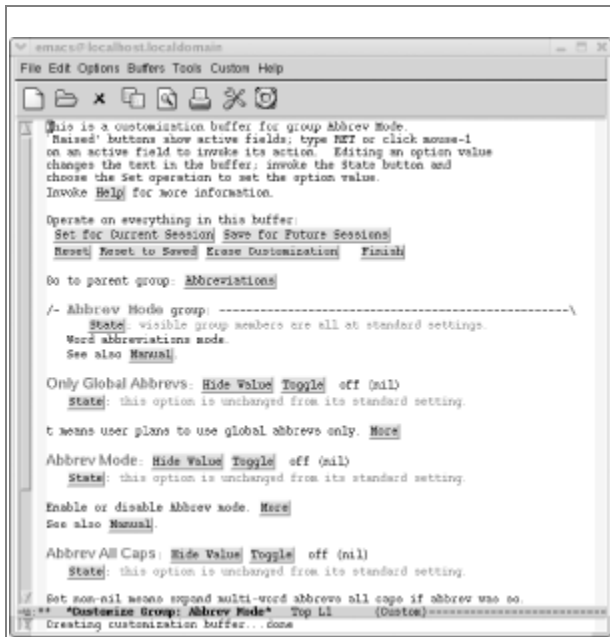 emacs@localhost.localdomain
File Edit Options Buffers Tools Custom Help
This is a customization buffer for group Abbrev Mode.
`Raised' buttons show active fields; type RET or click mouse-1
on an active field to invoke its action.  Editing an option value
changes the text in the buffer; invoke the State button and
choose the Set operation to set the option value.
Invoke Help for more information.
Operate on everything in this buffer:
Set for Current Session Save for Future Sessions
Reset Reset to Saved Erase Customization Finish
Go to parent group: Abbreviations
/- Abbrev Mode group: ---------------------------------------------------\
State: visible group members are all at standard settings.
Word abbreviations mode.
See also Manual.
Only Global Abbrevs: Hide Value Toggle off (nil)
State: this option is unchanged from its standard setting.
t means user plans to use global abbrevs only. More
Abbrev Mode: Hide Value Toggle off (nil)
State: this option is unchanged from its standard setting.
Enable or disable Abbrev mode. More
See also Manual.
Abbrev All Caps: Hide Value Toggle off (nil)
State: this option is unchanged from its standard setting.
Set non-nil means expand multi-word abbrevs all caps if abbrev was so.
-u:** *Customize Group: Abbrev Mode* Top L1 (Custom)--------------------
Creating customization buffer...done